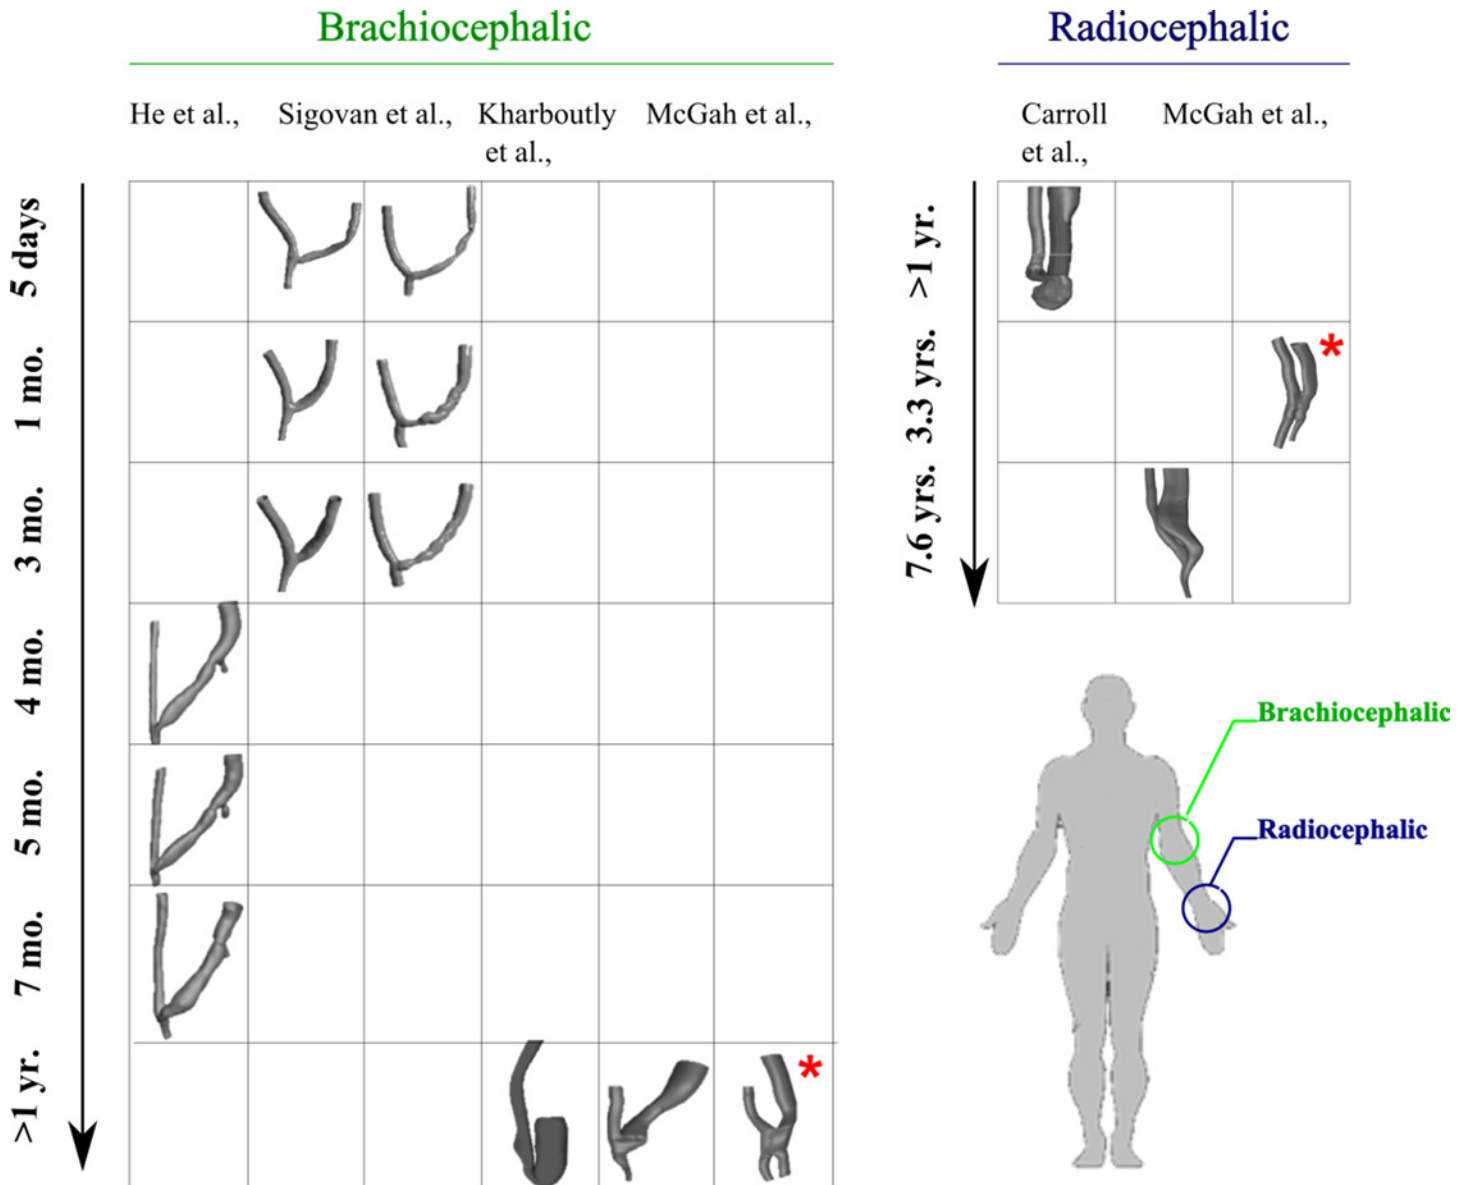 Brachiocephalic
Radiocephalic
He et al.,
Sigovan et al.,
Kharboutly
et al.,
McGah et al.,
Carroll
et al.,
McGah et al.,
5 days
1 mo.
3 mo.
4 mo.
5 mo.
7 mo.
>1 yr.
>1 yr.
3.3 yrs.
*
7.6 yrs.
*
Brachiocephalic
Radiocephalic